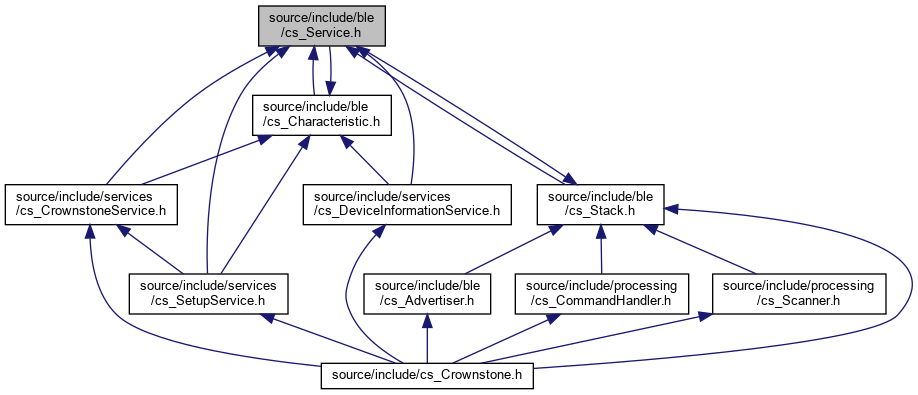 source/include/ble
/cs_Service.h
source/include/ble
/cs_Characteristic.h
source/include/services
/cs_CrownstoneService.h
source/include/services
/cs_DeviceInformationService.h
source/include/ble
/cs_Stack.h
source/include/services
/cs_SetupService.h
source/include/ble
/cs_Advertiser.h
source/include/processing
/cs_CommandHandler.h
source/include/processing
/cs_Scanner.h
source/include/cs_Crownstone.h